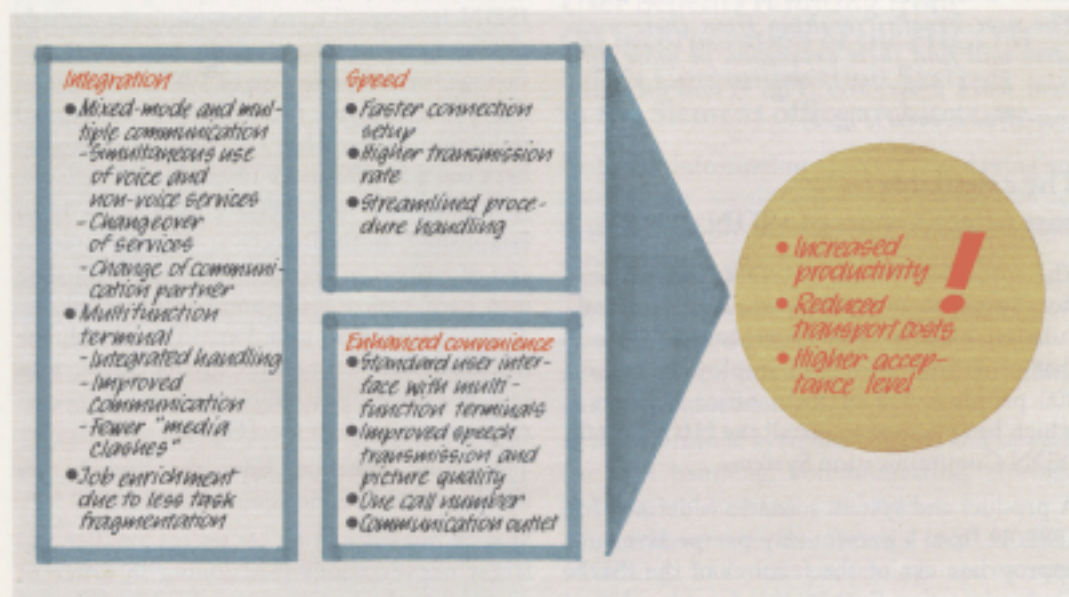 Integration
● Mixed-mode and mul-
tiple communication
- Simultaneous use
of voice and
non-voice services
- Changeover
of services
- Change of communi-
cation partner
● Multifunction
terminal
- Integrated handling
- Improved
communication
- Fewer "media
clashes"
● Job enrichment
due to less task
fragmentation
Speed
● Faster connection
setup
● Higher transmission
rate
● Streamlined proce-
dure handling
Enhanced convenience
● Standard user inter-
face with multi-
function terminals
● Improved speech
transmission and
picture quality
● One call number
● Communication outlet
● Increased
productivity
● Reduced
transport costs
● Higher accep-
tance level
!